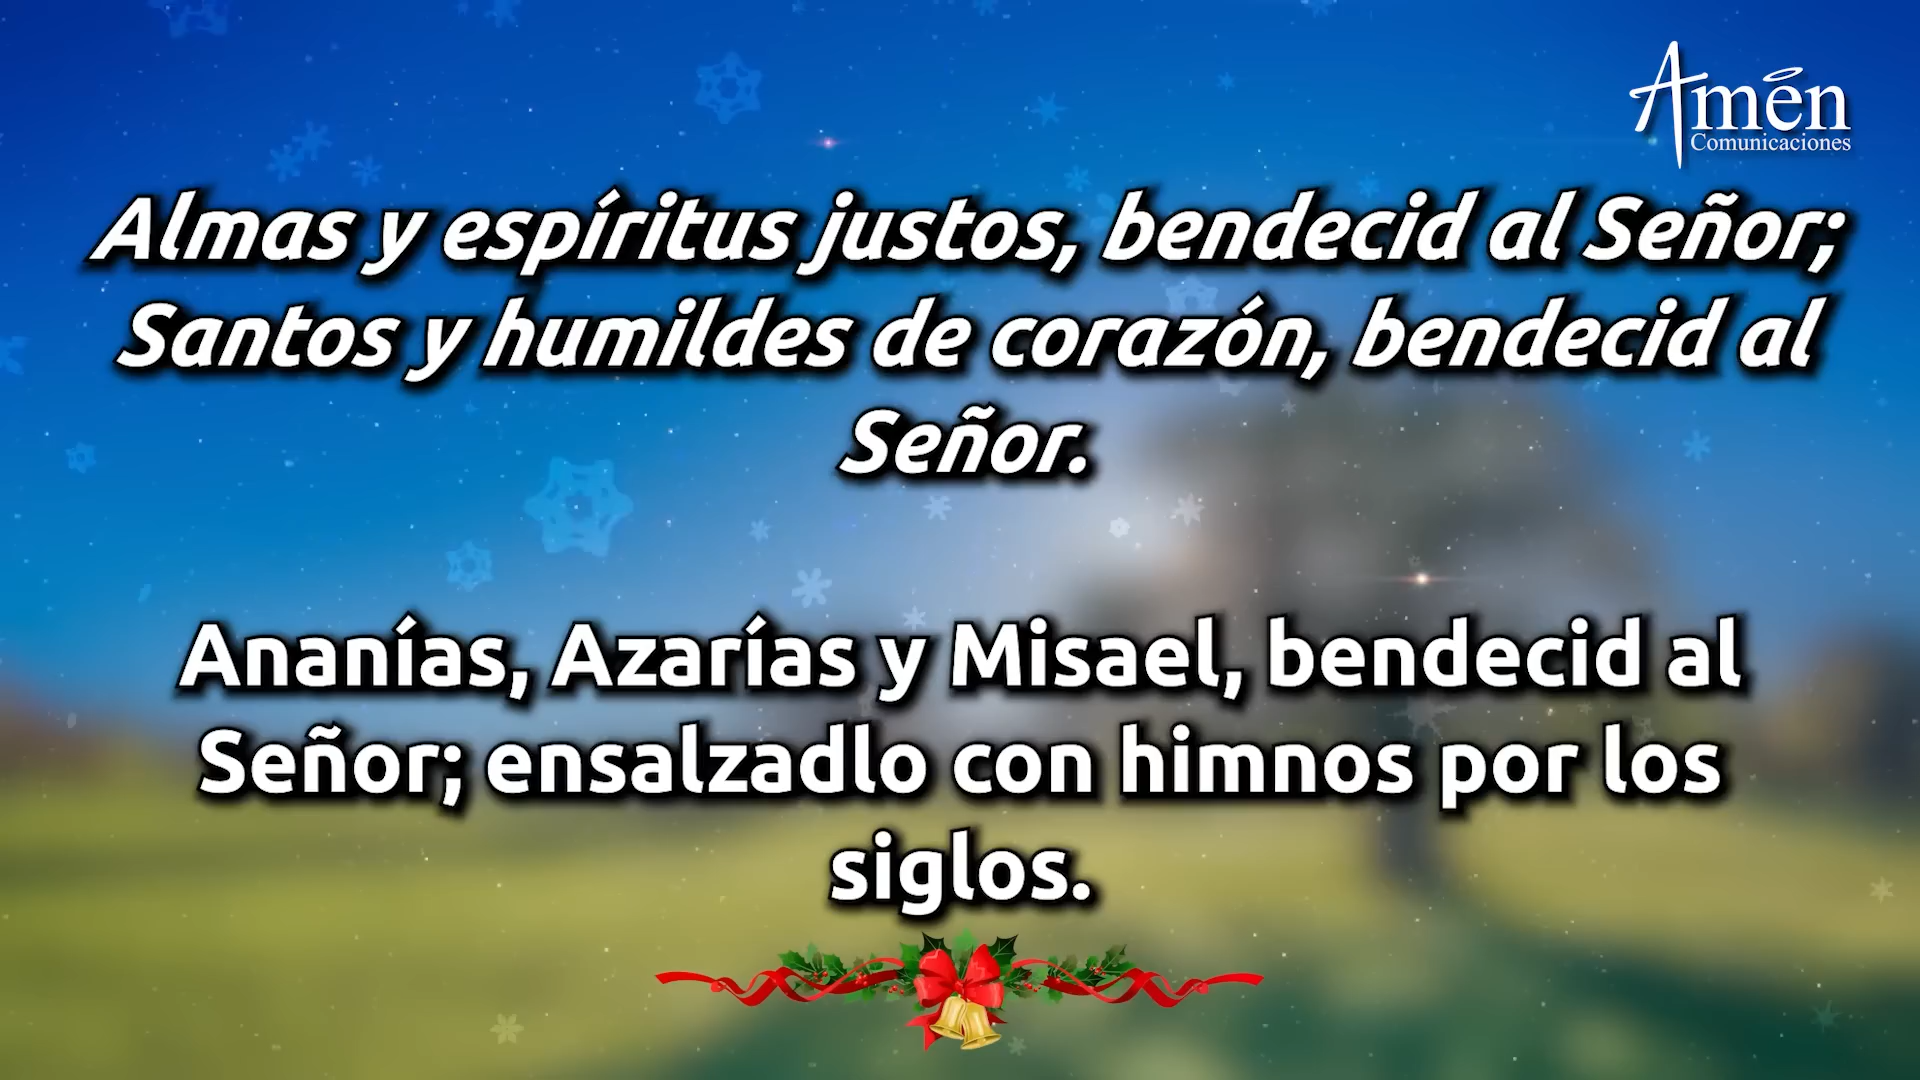 Amén
Comunicaciones
Almas y espíritus justos, bendecid al Señor;
Santos y humildes de corazón, bendecid al
Señor.
Ananías, Azarías y Misael, bendecid al
Señor; ensalzadlo con himnos por los
siglos.